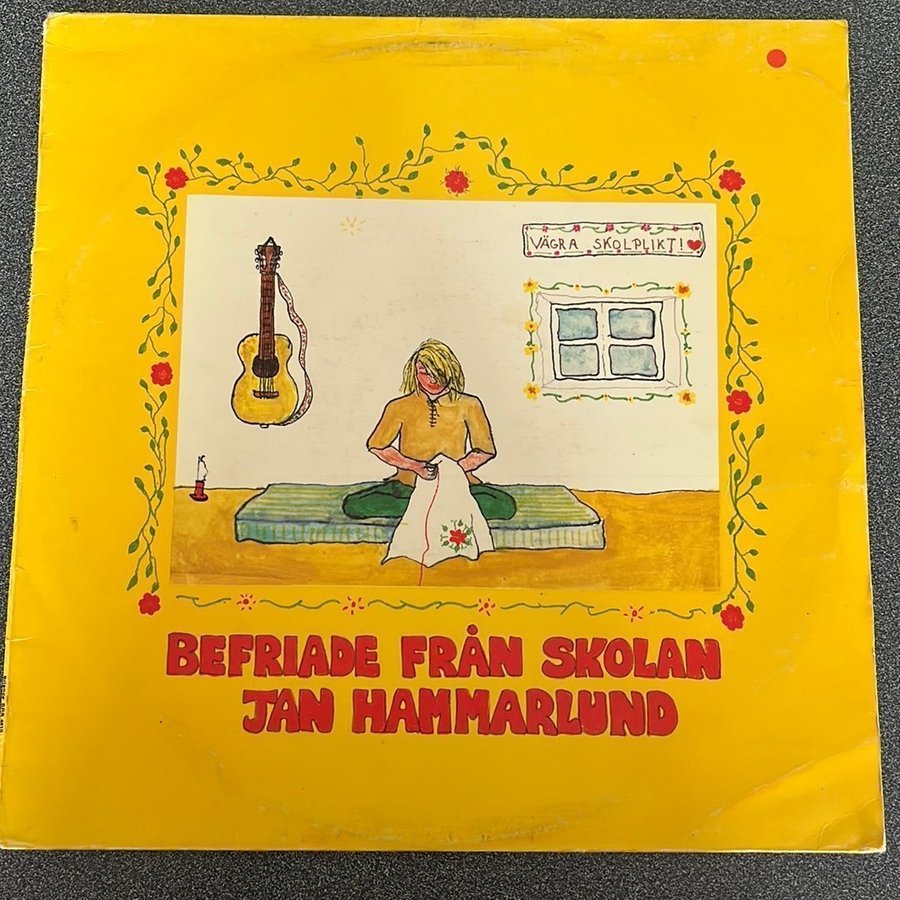 VÄGRA SKOLPLIKT!
BEFRIADE FRÅN SKOLAN
JAN HAMMARLUND